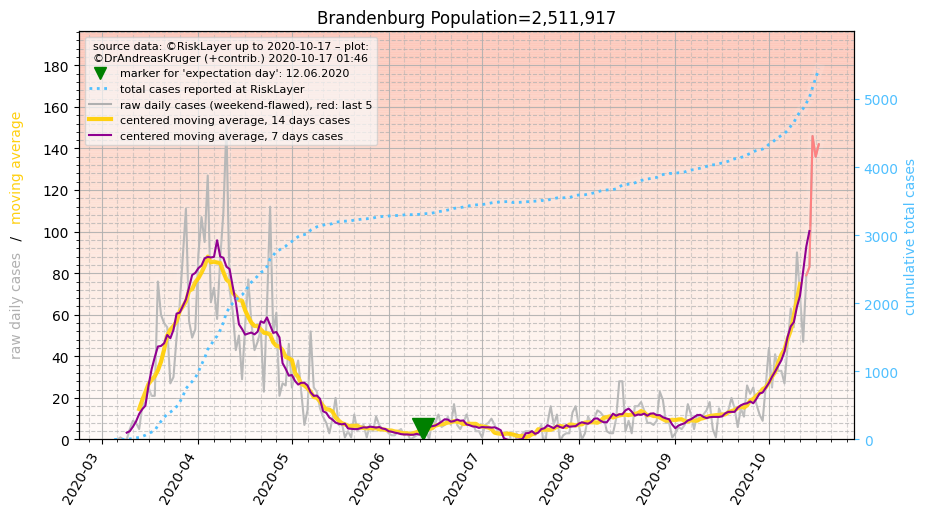 Brandenburg Population=2,511,917
source data: ©RiskLayer up to 2020-10-17 – plot:
©DrAndreasKruger (+contrib.) 2020-10-17 01:46
marker for 'expectation day': 12.06.2020
total cases reported at RiskLayer
raw daily cases (weekend-flawed), red: last 5
centered moving average, 14 days cases
centered moving average, 7 days cases
raw daily cases / moving average
180
160
140
120
100
80
60
40
20
0
cumulative total cases
5000
4000
3000
2000
1000
0
2020-03
2020-04
2020-05
2020-06
2020-07
2020-08
2020-09
2020-10